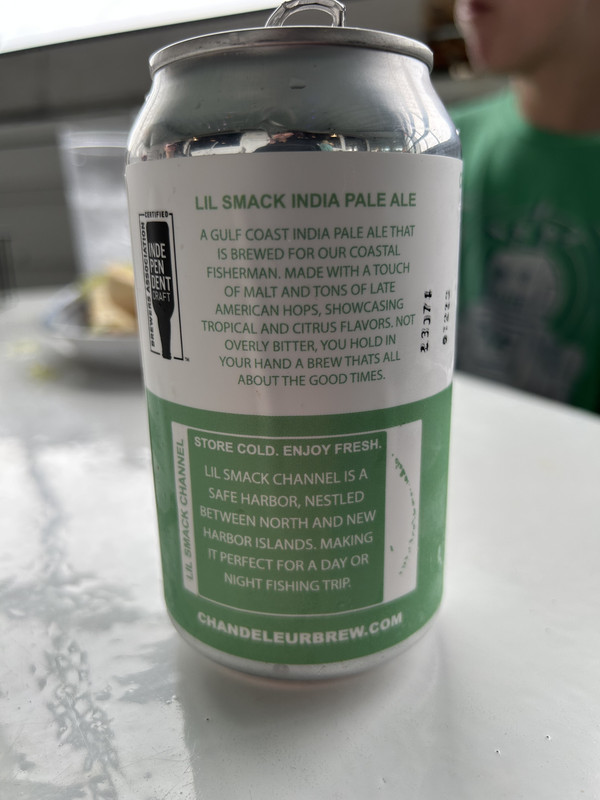 LIL SMACK INDIA PALE ALE
A GULF COAST INDIA PALE ALE THAT
IS BREWED FOR OUR COASTAL
FISHERMAN. MADE WITH A TOUCH
OF MALT AND TONS OF LATE
AMERICAN HOPS, SHOWCASING
TROPICAL AND CITRUS FLAVORS. NOT
OVERLY BITTER, YOU HOLD IN
YOUR HAND A BREW THATS ALL
ABOUT THE GOOD TIMES.
CERTIFIED
INDE
PEN
DENT
CRAFT
BREWERS ASSOCIATION
TM
STORE COLD. ENJOY FRESH.
LIL SMACK CHANNEL
LIL SMACK CHANNEL IS A
SAFE HARBOR, NESTLED
BETWEEN NORTH AND NEW
HARBOR ISLANDS. MAKING
IT PERFECT FOR A DAY OR
NIGHT FISHING TRIP.
CHANDELEURBREW.COM